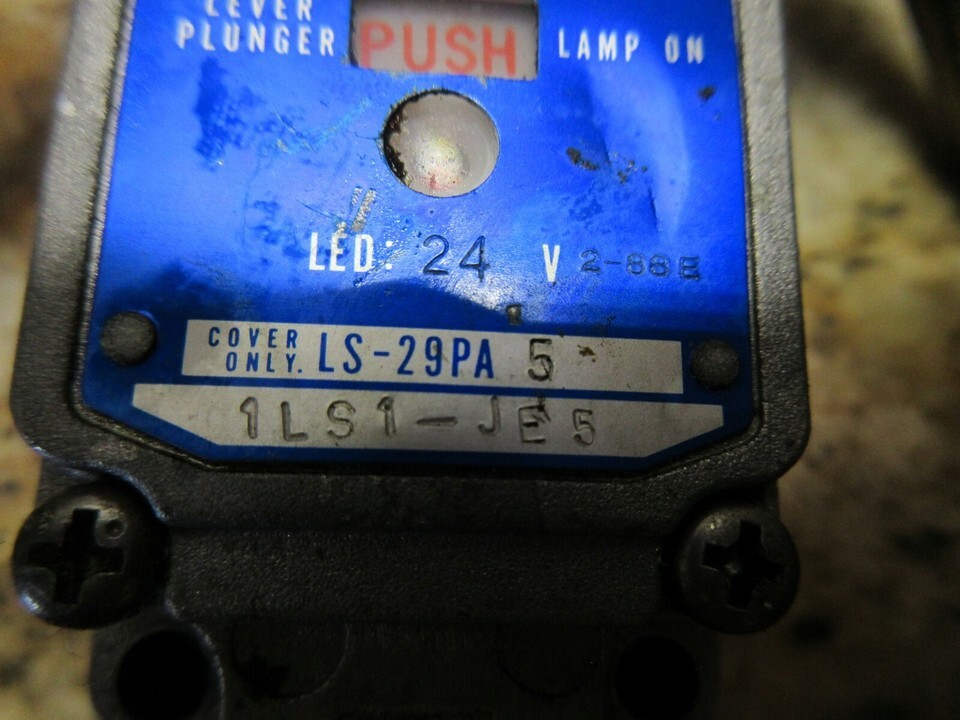 LEVER
PLUNGER PUSH LAMP ON
LED: 24 V 2-88E
COVER ONLY. LS-29PA 5
1LS1-JE5